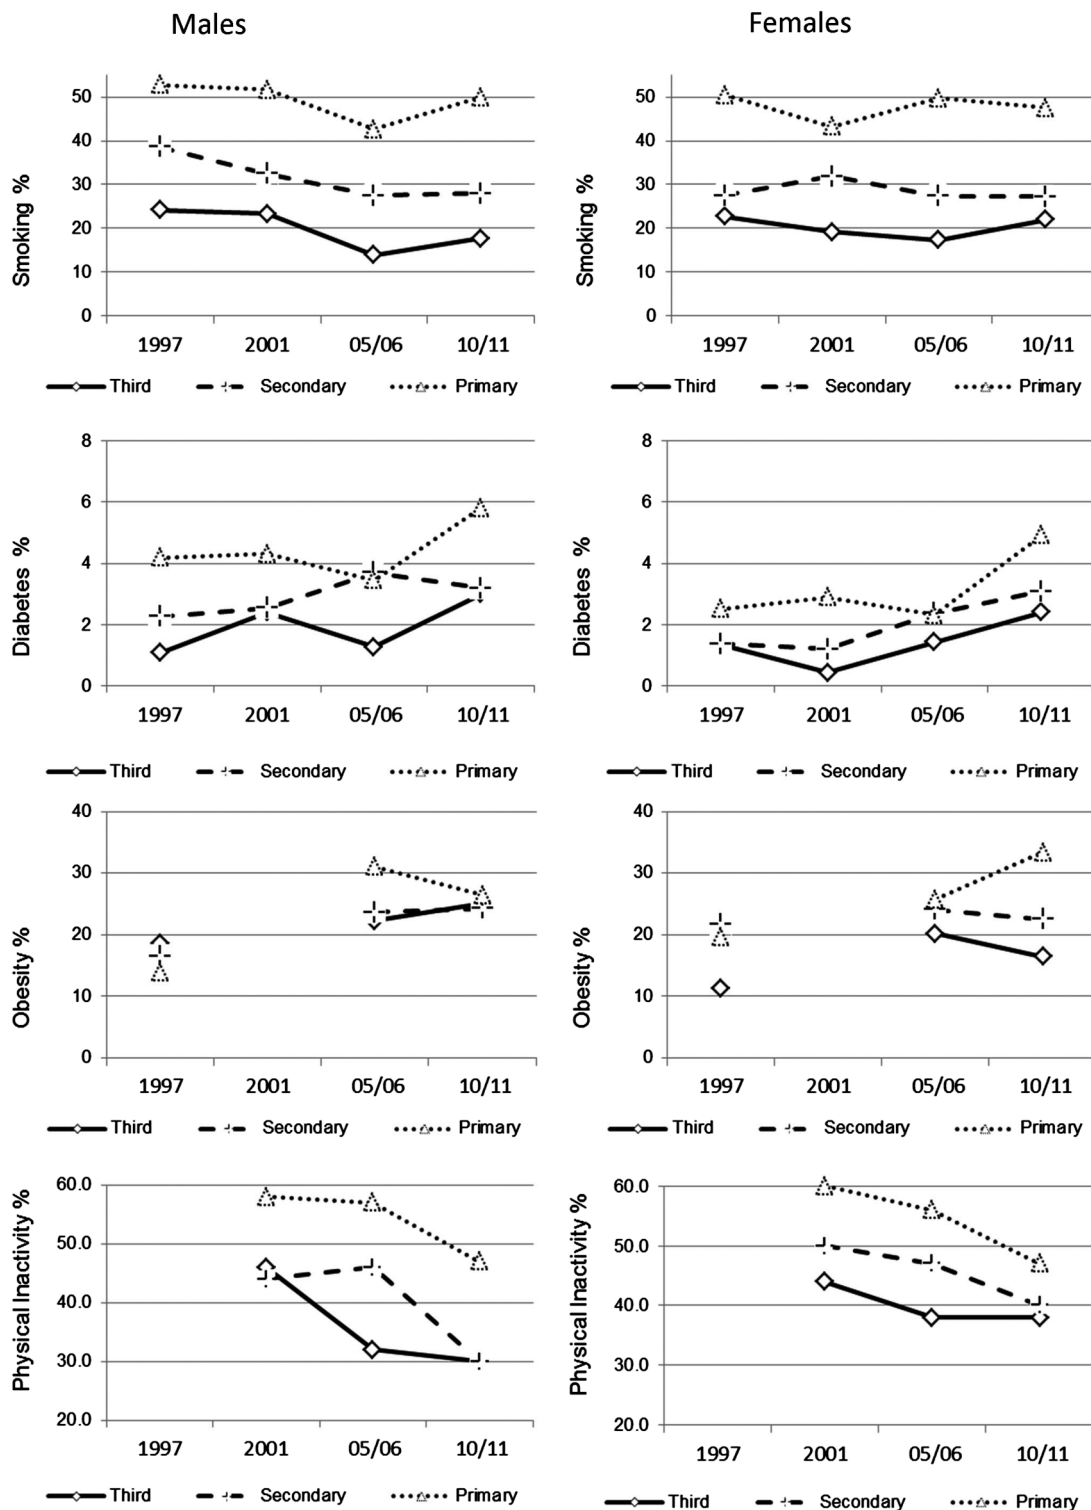 Males
Females
Smoking %
50
40
30
20
10
0
1997 2001 05/06 10/11
Third Secondary Primary
Smoking %
50
40
30
20
10
0
1997 2001 05/06 10/11
Third Secondary Primary
Diabetes %
8
6
4
2
0
1997 2001 05/06 10/11
Third Secondary Primary
Diabetes %
8
6
4
2
0
1997 2001 05/06 10/11
Third Secondary Primary
Obesity %
40
30
20
10
0
1997 2001 05/06 10/11
Third Secondary Primary
Obesity %
40
30
20
10
0
1997 2001 05/06 10/11
Third Secondary Primary
Physical Inactivity %
60.0
50.0
40.0
30.0
20.0
1997 2001 05/06 10/11
Third Secondary Primary
Physical Inactivity %
60.0
50.0
40.0
30.0
20.0
1997 2001 05/06 10/11
Third Secondary Primary